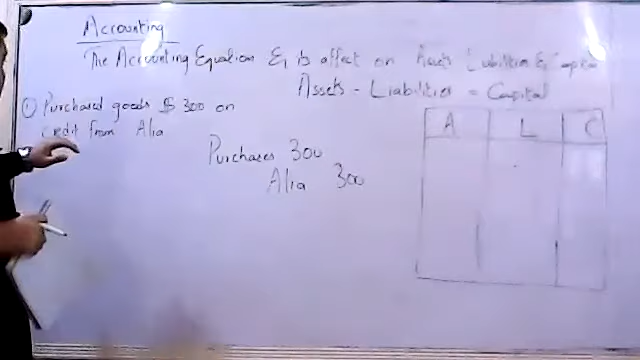 Accounting
The Accounting Equation & its affect on Assets Liabilities & Capital
Assets - Liabilities = Capital
① Purchased goods $ 300 on
credit from Alia
Purchases 300
Alia 300
A L C